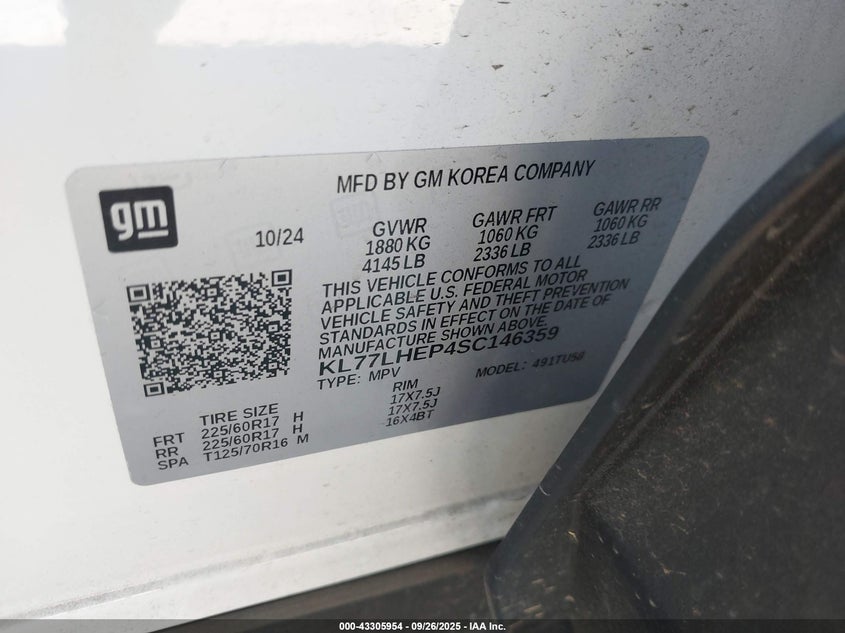 MFD BY GM KOREA COMPANY
gm
10/24
GVWR
1880 KG
4145 LB
GAWR FRT
1060 KG
2336 LB
GAWR RR
1060 KG
2336 LB
THIS VEHICLE CONFORMS TO ALL
APPLICABLE U.S. FEDERAL MOTOR
VEHICLE SAFETY AND THEFT PREVENTION
STANDARDS IN EFFECT ON THE DATE OF
MANUFACTURE SHOWN ABOVE.
KL77LHEP4SC146359
TYPE: MPV
MODEL: 491TU58
TIRE SIZE
RIM
FRT 225/60R17 H 17X7.5J
RR 225/60R17 H 17X7.5J
SPA T125/70R16 M 16X4BT
000-43305954 - 09/26/2025 - IAA Inc.